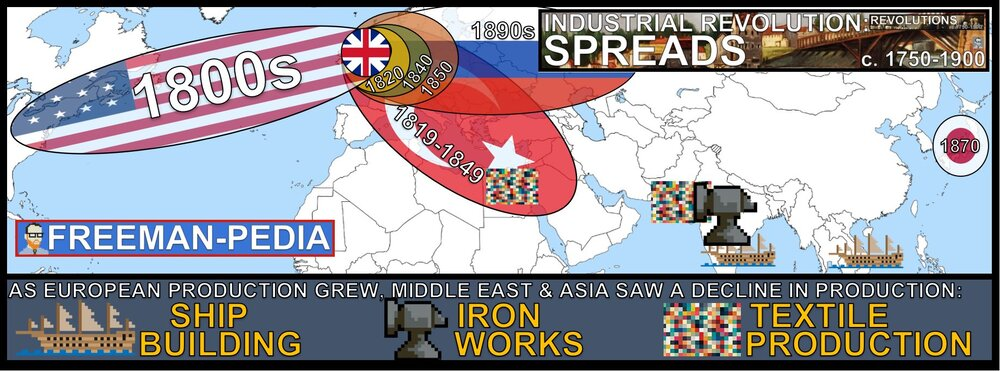 INDUSTRIAL REVOLUTION:
REVOLUTIONS
SPREADS
c. 1750-1900
1800s
1890s
1820
1840
1850
1819-1849
1870
FREEMAN-PEDIA
AS EUROPEAN PRODUCTION GREW, MIDDLE EAST & ASIA SAW A DECLINE IN PRODUCTION:
SHIP
BUILDING
IRON
WORKS
TEXTILE
PRODUCTION